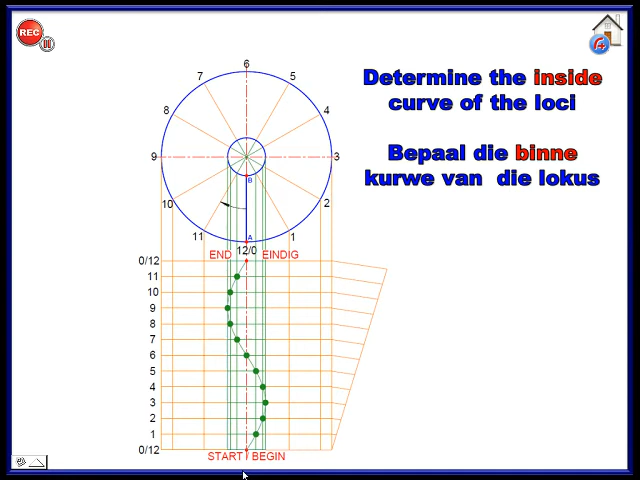 REC
Determine the inside
curve of the loci
Bepaal die binne
kurwe van die lokus
6
7
5
8
4
9
3
B
10
2
11
1
A
12/0
END
EINDIG
0/12
11
10
9
8
7
6
5
4
3
2
1
0/12
START / BEGIN